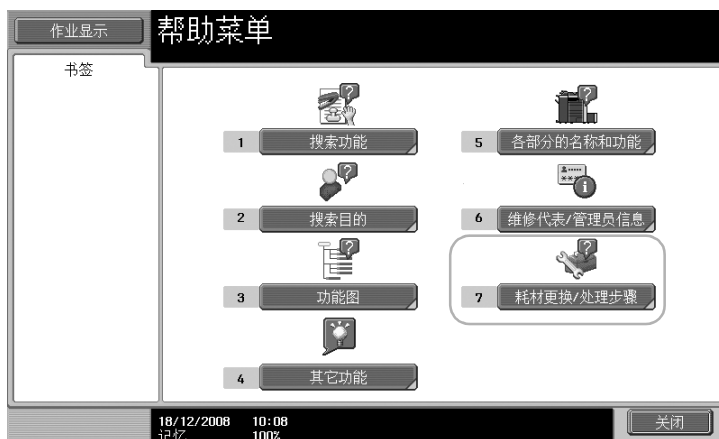 作业显示
帮助菜单
书签
1 搜索功能
2 搜索目的
3 功能图
4 其它功能
5 各部分的名称和功能
6 维修代表/管理员信息
7 耗材更换/处理步骤
18/12/2008 10:08
记忆 100%
关闭